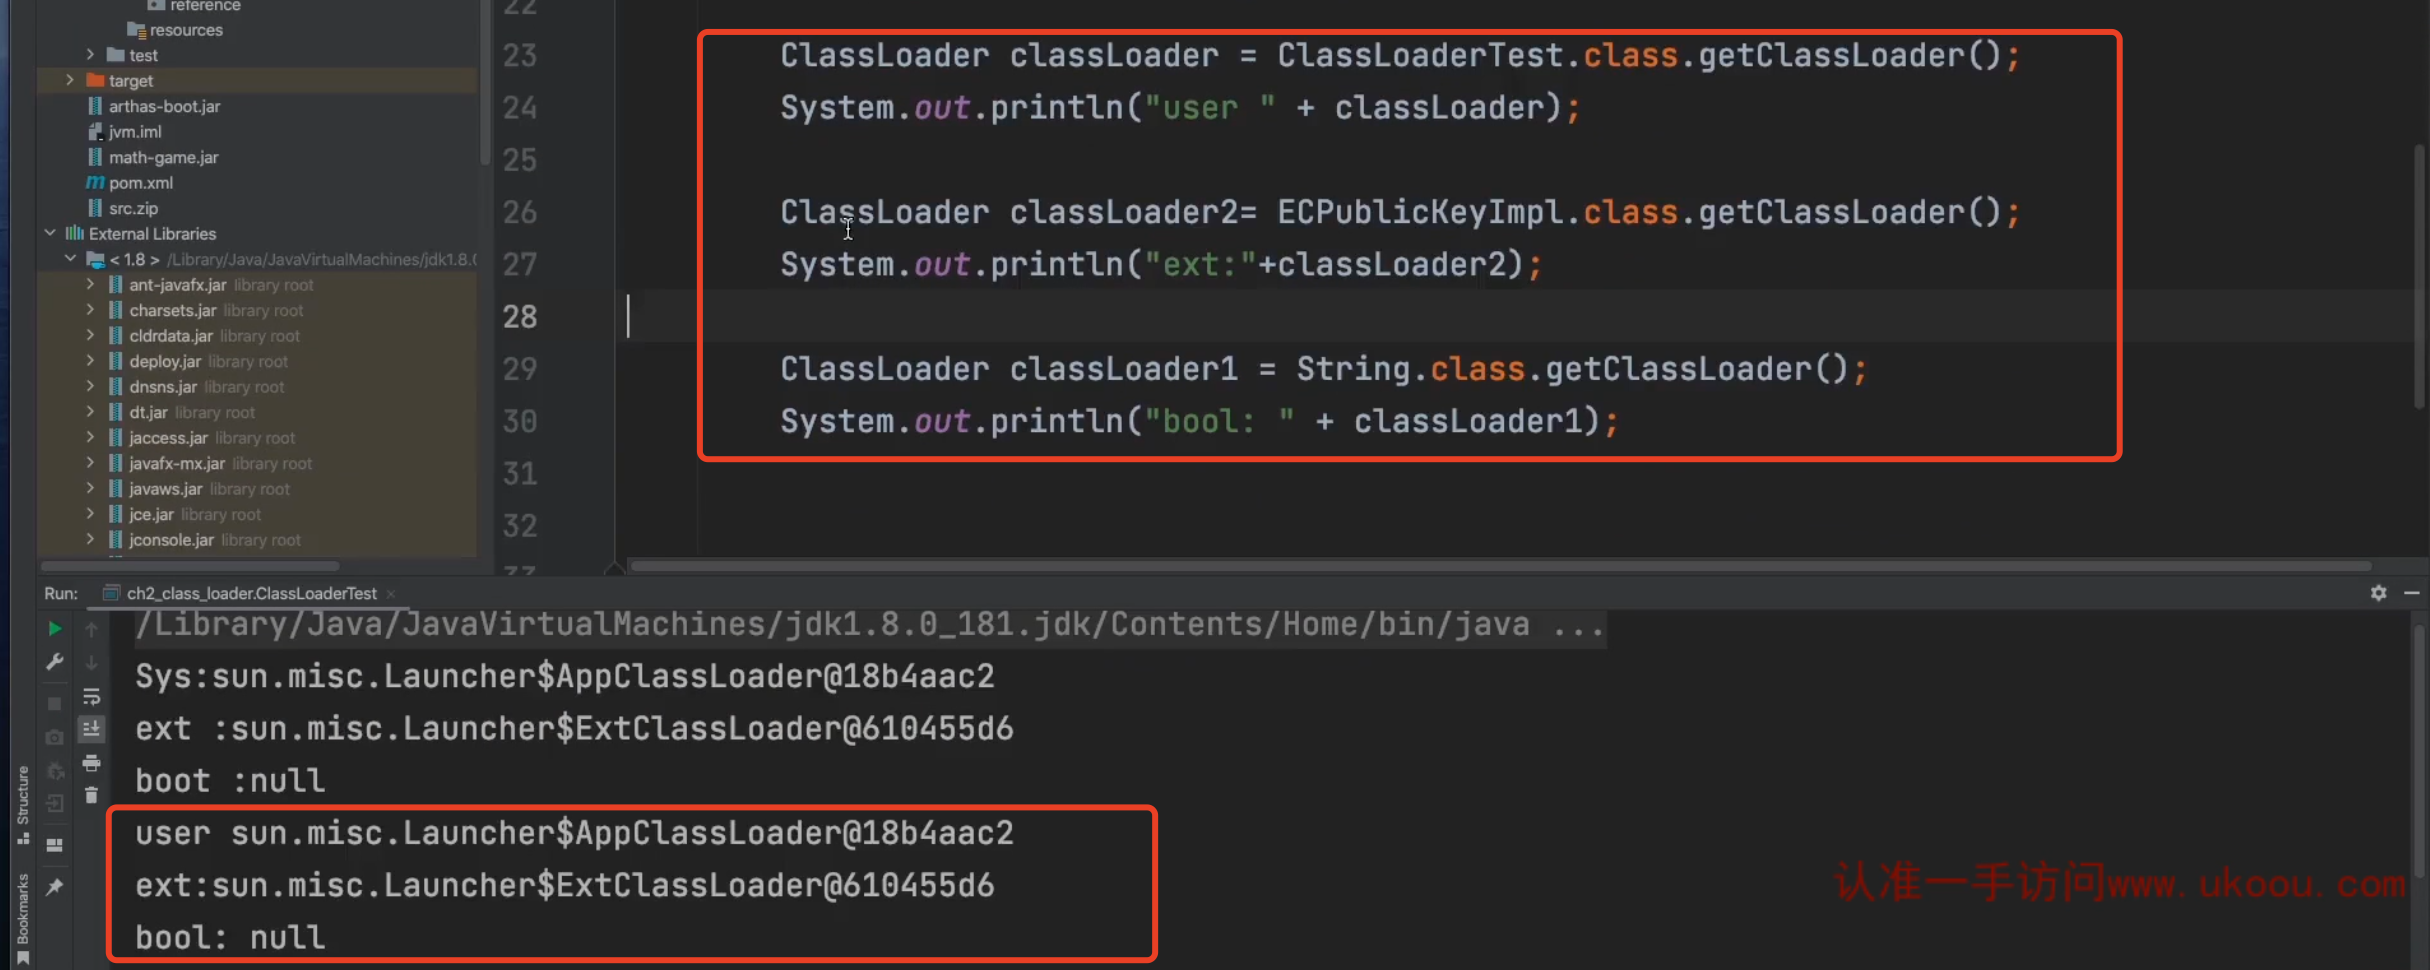 reference
resources
test
target
arthas-boot.jar
jvm.iml
math-game.jar
pom.xml
src.zip
External Libraries
< 1.8 > /Library/Java/JavaVirtualMachines/jdk1.8.0
ant-javafx.jar library root
charsets.jar library root
cldrdata.jar library root
deploy.jar library root
dnsns.jar library root
dt.jar library root
jaccess.jar library root
javafx-mx.jar library root
javaws.jar library root
jce.jar library root
jconsole.jar library root
22
23 ClassLoader classLoader = ClassLoaderTest.class.getClassLoader();
24 System.out.println("user " + classLoader);
25
26 ClassLoader classLoader2= ECPublicKeyImpl.class.getClassLoader();
27 System.out.println("ext:"+classLoader2);
28
29 ClassLoader classLoader1 = String.class.getClassLoader();
30 System.out.println("bool: " + classLoader1);
31
32
33
Run: ch2_class_loader.ClassLoaderTest
/Library/Java/JavaVirtualMachines/jdk1.8.0_181.jdk/Contents/Home/bin/java ...
Sys:sun.misc.Launcher$AppClassLoader@18b4aac2
ext :sun.misc.Launcher$ExtClassLoader@610455d6
boot :null
user sun.misc.Launcher$AppClassLoader@18b4aac2
ext:sun.misc.Launcher$ExtClassLoader@610455d6
bool: null
Structure
Bookmarks
认准一手访问www.ukoou.com